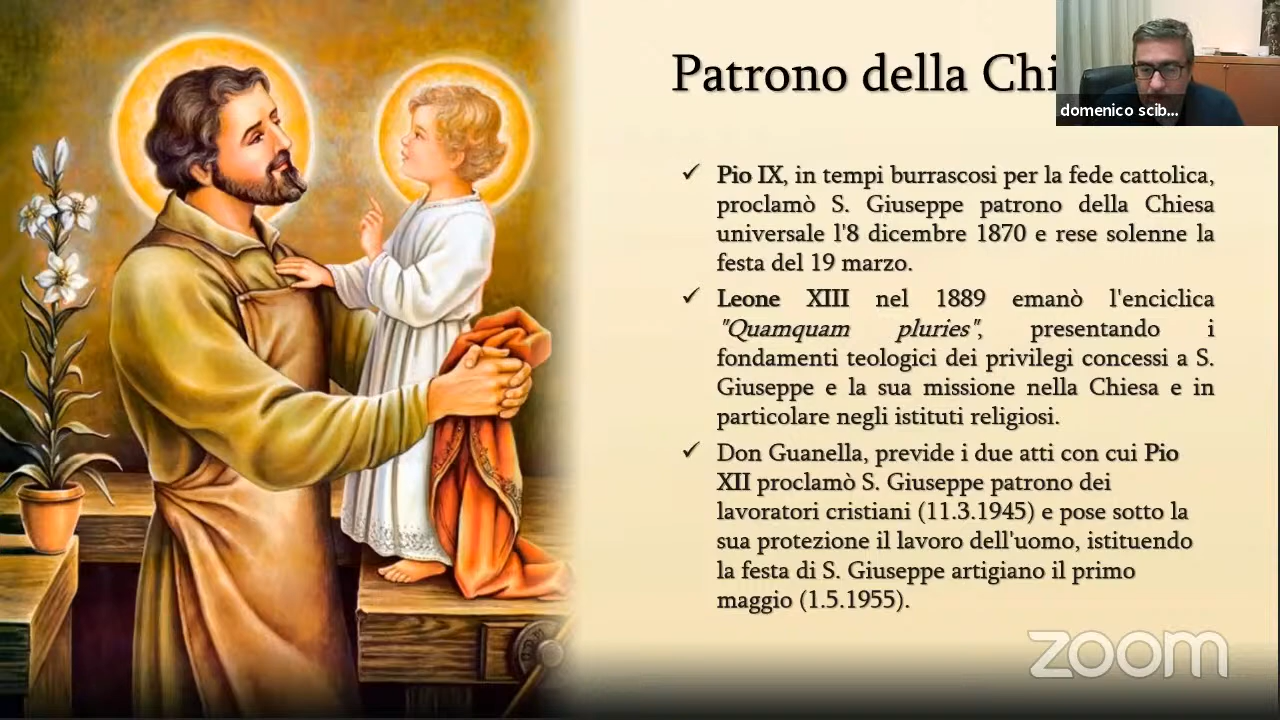 Patrono della
domenico scib...
Pio IX, in tempi burrascosi per la fede cattolica,
proclamò S. Giuseppe patrono della Chiesa
universale l'8 dicembre 1870 e rese solenne la
festa del 19 marzo.
Leone XIII nel 1889 emanò l'enciclica
"Quamquam pluries", presentando i
fondamenti teologici dei privilegi concessi a S.
Giuseppe e la sua missione nella Chiesa e in
particolare negli istituti religiosi.
Don Guanella, previde i due atti con cui Pio
XII proclamò S. Giuseppe patrono dei
lavoratori cristiani (11.3.1945) e pose sotto la
sua protezione il lavoro dell'uomo, istituendo
la festa di S. Giuseppe artigiano il primo
maggio (1.5.1955).
zoom